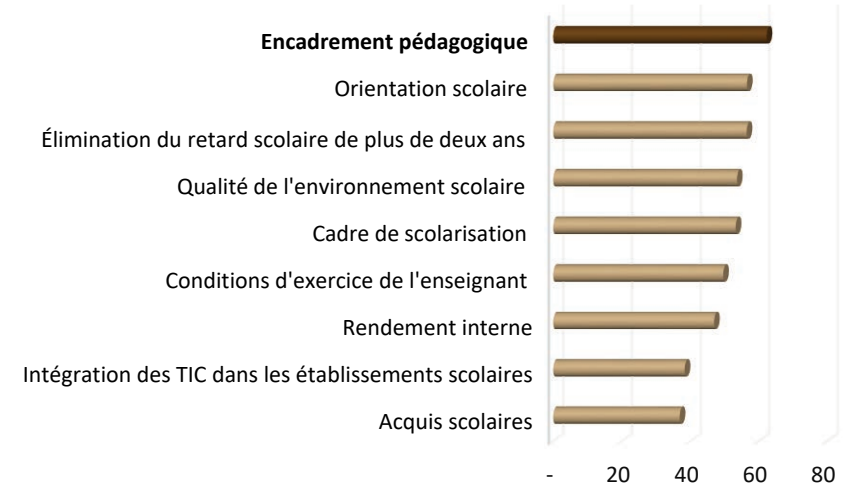 Encadrement pédagogique
Orientation scolaire
Élimination du retard scolaire de plus de deux ans
Qualité de l'environnement scolaire
Cadre de scolarisation
Conditions d'exercice de l'enseignant
Rendement interne
Intégration des TIC dans les établissements scolaires
Acquis scolaires
- 20 40 60 80